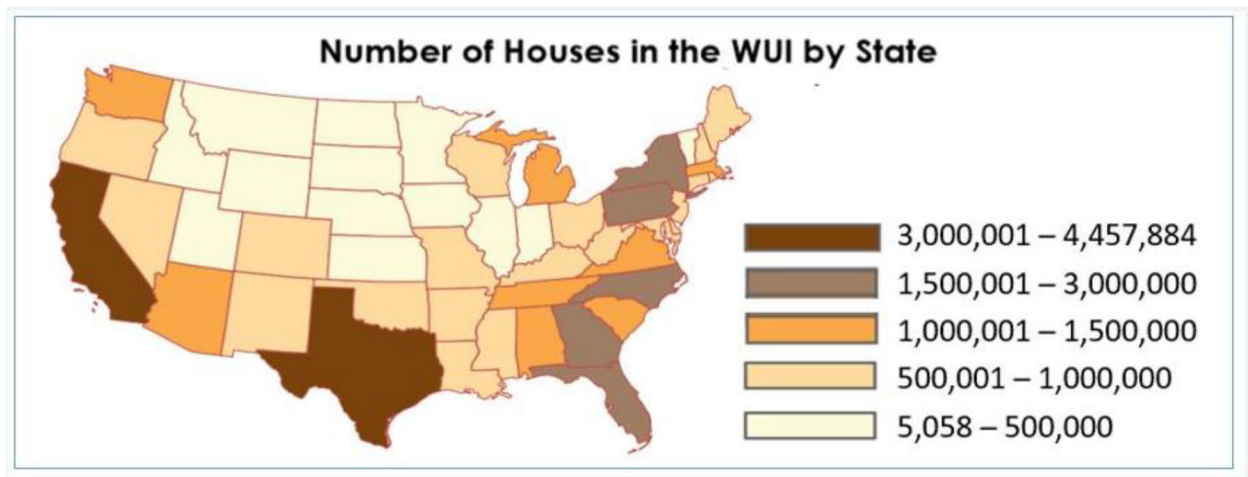 Number of Houses in the WUI by State
3,000,001 – 4,457,884
1,500,001 – 3,000,000
1,000,001 – 1,500,000
500,001 – 1,000,000
5,058 – 500,000